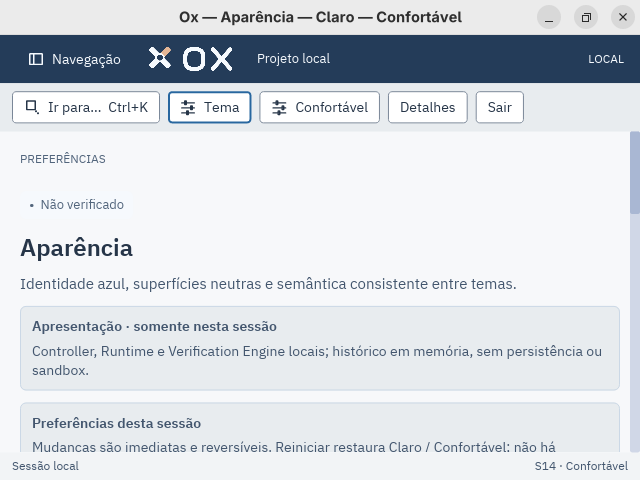 Ox — Aparência — Claro — Confortável
Navegação
OX
Projeto local
LOCAL
Ir para... Ctrl+K
Tema
Confortável
Detalhes
Sair
PREFERÊNCIAS
• Não verificado
Aparência
Identidade azul, superfícies neutras e semântica consistente entre temas.
Apresentação · somente nesta sessão
Controller, Runtime e Verification Engine locais; histórico em memória, sem persistência ou
sandbox.
Preferências desta sessão
Mudanças são imediatas e reversíveis. Reiniciar restaura Claro / Confortável; não há
Sessão local
S14 · Confortável